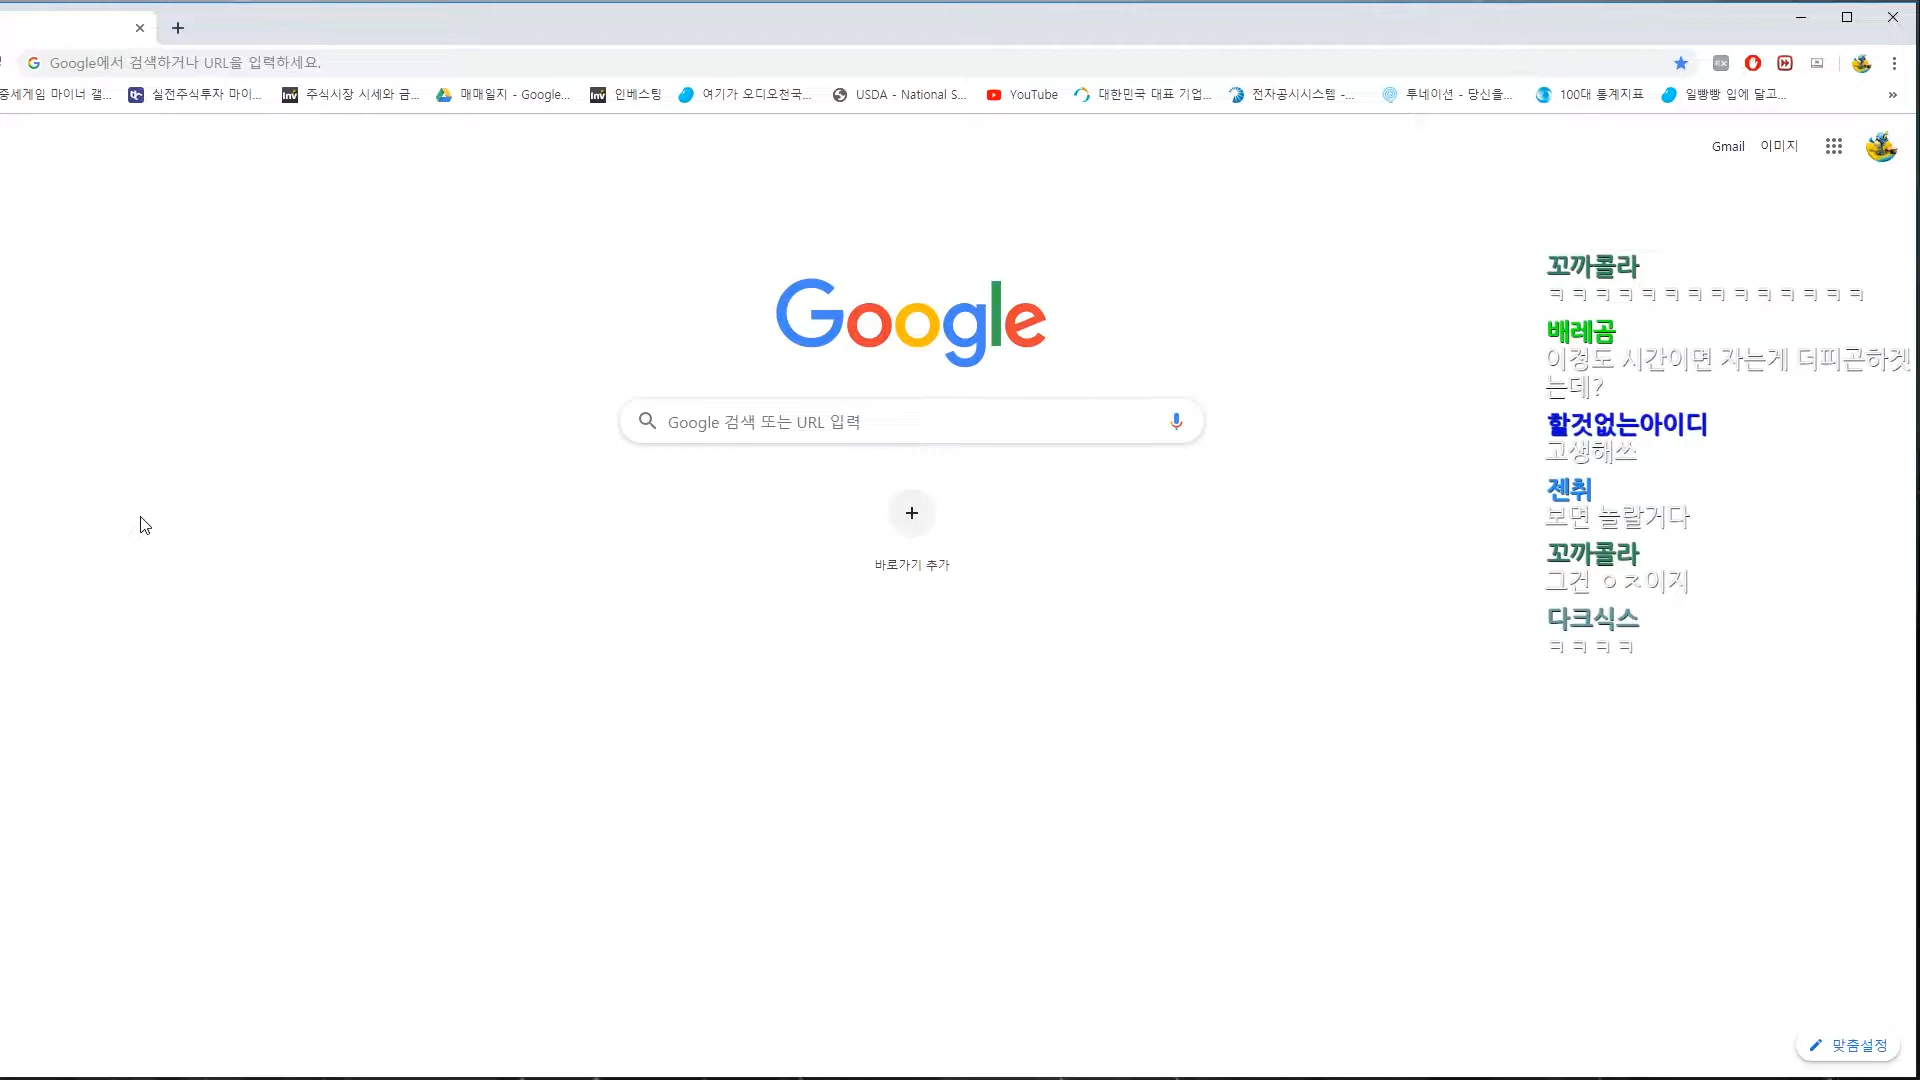 Google에서 검색하거나 URL을 입력하세요.
중세게임 마이너 갤... 실전주식투자 마이... 주식시장 시세와 금... 매매일지 - Google... 인베스팅 여기가 오디오천국... USDA - National S... YouTube 대한민국 대표 기업... 전자공시시스템 -... 투네이션 - 당신을... 100대 통계지표 일빵빵 입에 달고... »
Gmail 이미지
Google
Google 검색 또는 URL 입력
바로가기 추가
꼬까콜라
ㅋㅋㅋㅋㅋㅋㅋㅋㅋㅋㅋㅋㅋㅋ
배레곰
이정도 시간이면 자는게 더피곤하겟
는데?
할것없는아이디
고생해쓰
젠취
보면 놀랄거다
꼬까콜라
그건 ㅇㅈ이지
다크식스
ㅋㅋㅋㅋ
맞춤설정